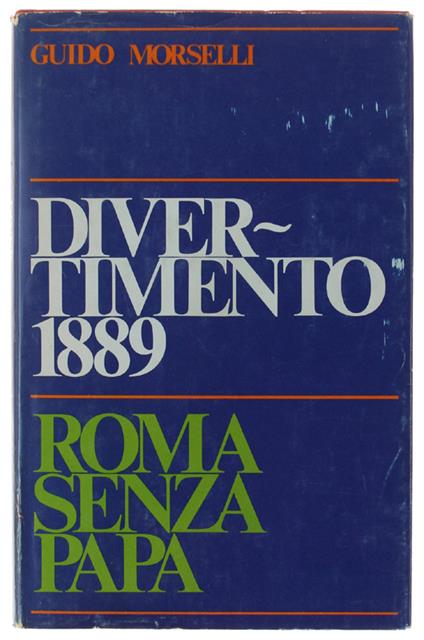 GUIDO MORSELLI
DIVER~
TIMENTO
1889
ROMA
SENZA
PAPA